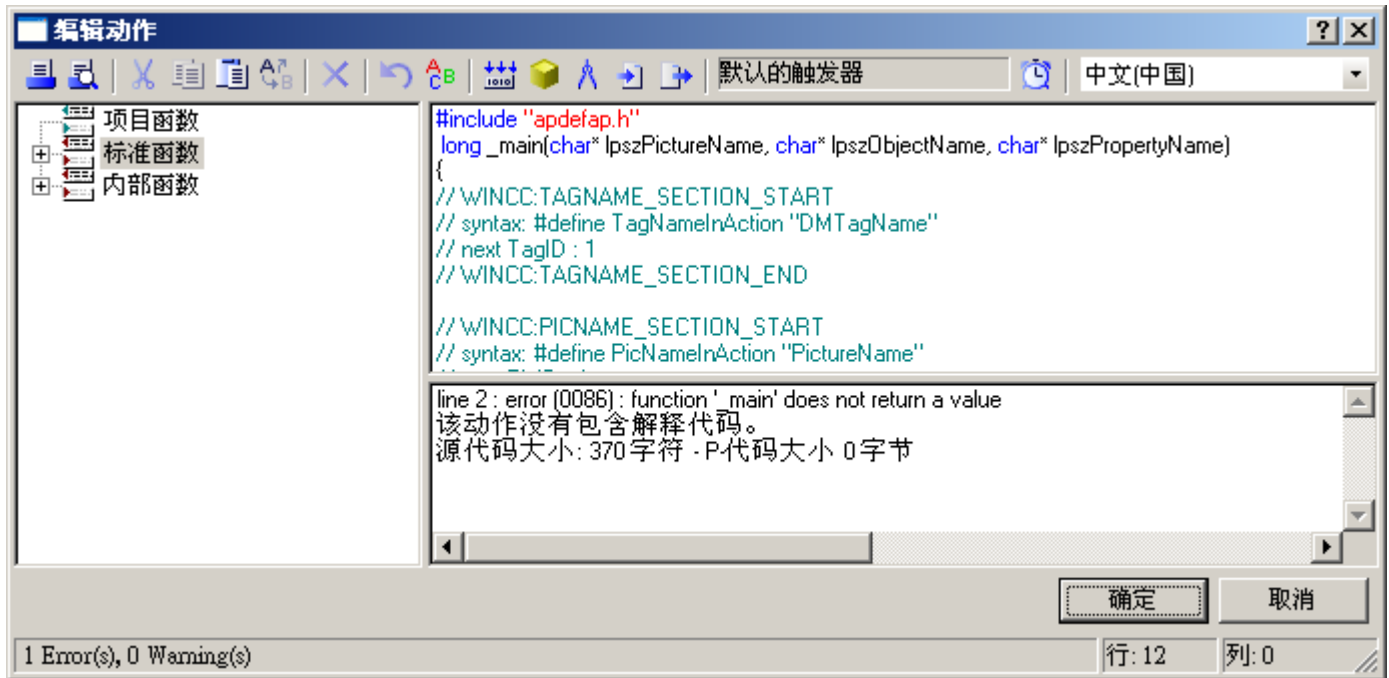 编辑动作
默认的触发器
中文(中国)
项目函数
标准函数
内部函数
#include "apdefap.h"
long _main(char* lpszPictureName, char* lpszObjectName, char* lpszPropertyName)
{
// WINCC:TAGNAME_SECTION_START
// syntax: #define TagNameInAction "DMTagName"
// next TagID : 1
// WINCC:TAGNAME_SECTION_END
// WINCC:PICNAME_SECTION_START
// syntax: #define PicNameInAction "PictureName"
line 2 : error (0086) : function '_main' does not return a value
该动作没有包含解释代码。
源代码大小: 370字符 - P代码大小 0字节
确定
取消
1 Error(s), 0 Warning(s)
行: 12
列: 0